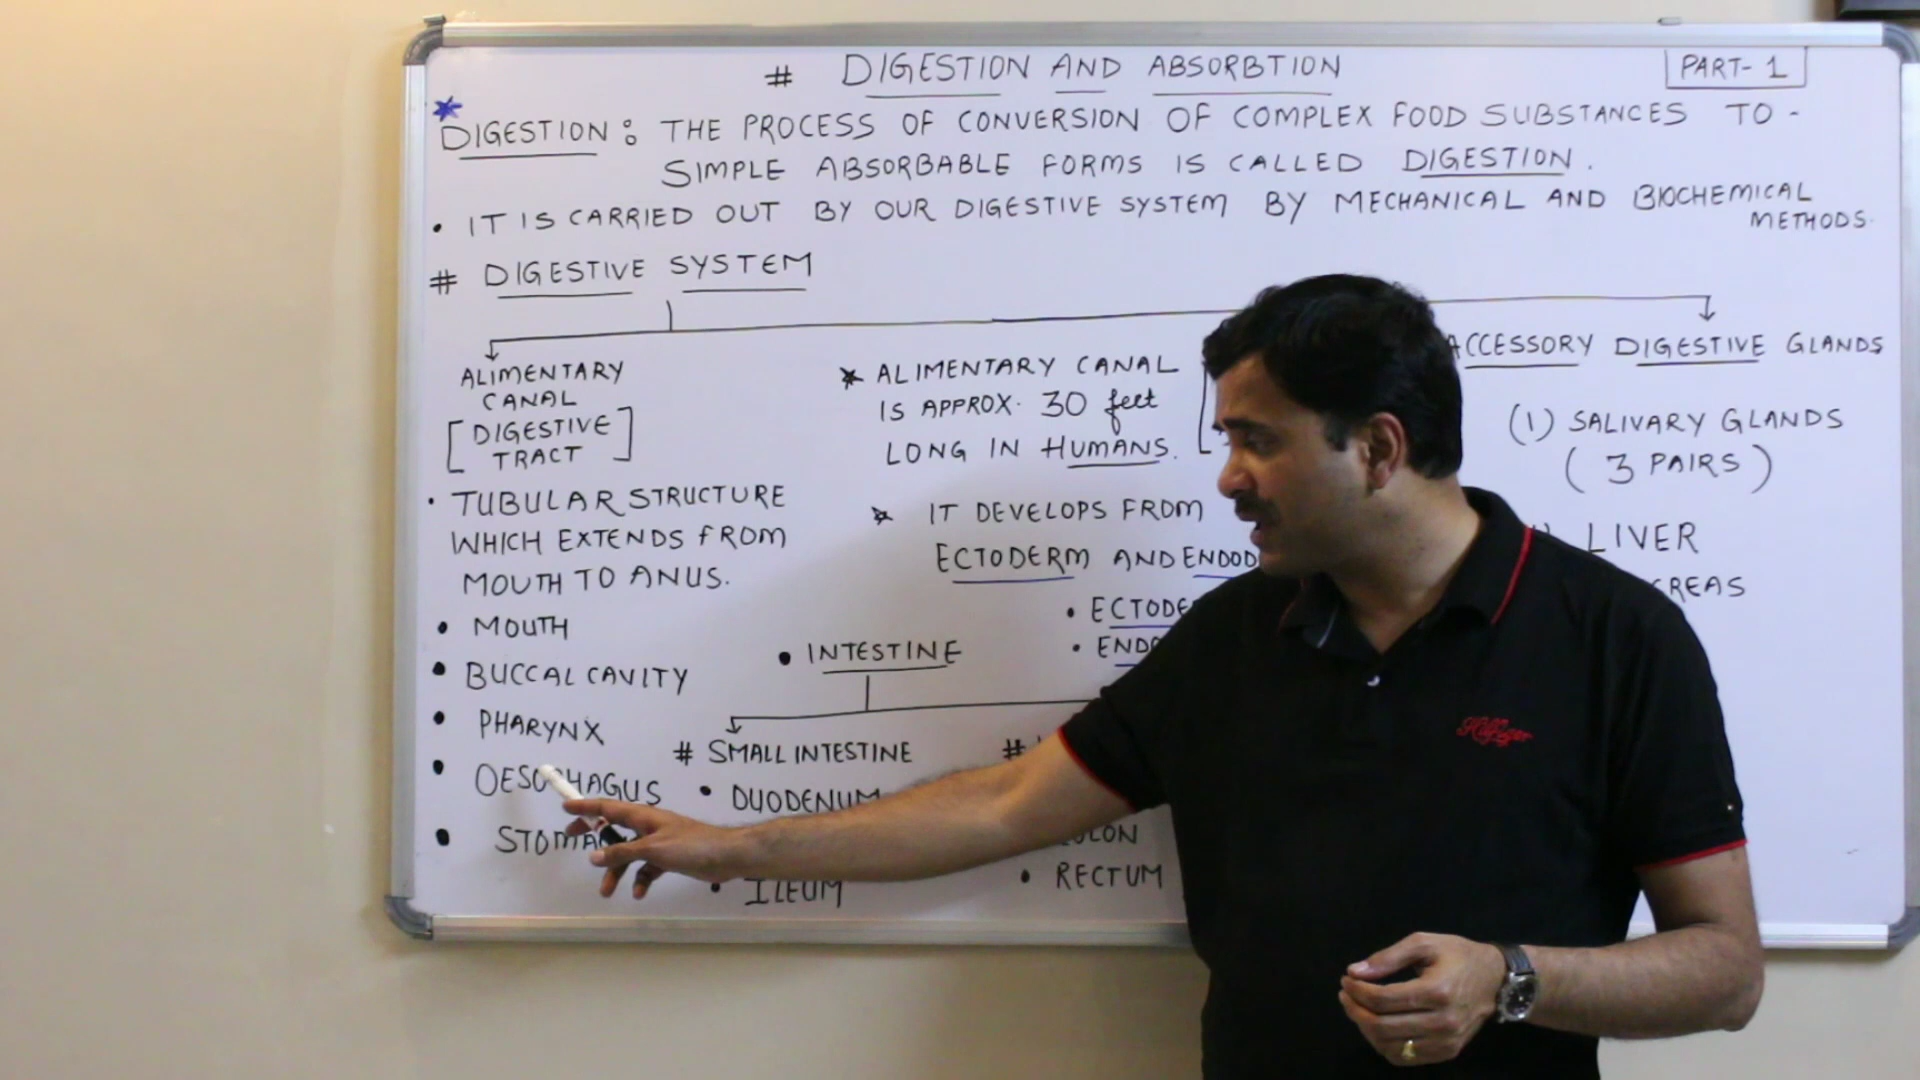 # DIGESTION AND ABSORBTION
PART-1
DIGESTION: THE PROCESS OF CONVERSION OF COMPLEX FOOD SUBSTANCES TO -
SIMPLE ABSORBABLE FORMS IS CALLED DIGESTION.
• IT IS CARRIED OUT BY OUR DIGESTIVE SYSTEM BY MECHANICAL AND BIOCHEMICAL
METHODS.
# DIGESTIVE SYSTEM
ALIMENTARY
CANAL
[DIGESTIVE
TRACT]
• TUBULAR STRUCTURE
WHICH EXTENDS FROM
MOUTH TO ANUS.
• MOUTH
• BUCCAL CAVITY
• PHARYNX
• OESOPHAGUS
• STOMA
ALIMENTARY CANAL
IS APPROX. 30 feet
LONG IN HUMANS.
IT DEVELOPS FROM
ECTODERM AND ENDOD
• ECTODE
• ENDO
• INTESTINE
# SMALL INTESTINE
• DUODENUM
• ILEUM
#
COLON
• RECTUM
ACCESSORY DIGESTIVE GLANDS
(1) SALIVARY GLANDS
(3 PAIRS)
LIVER
REAS
Hilfiger